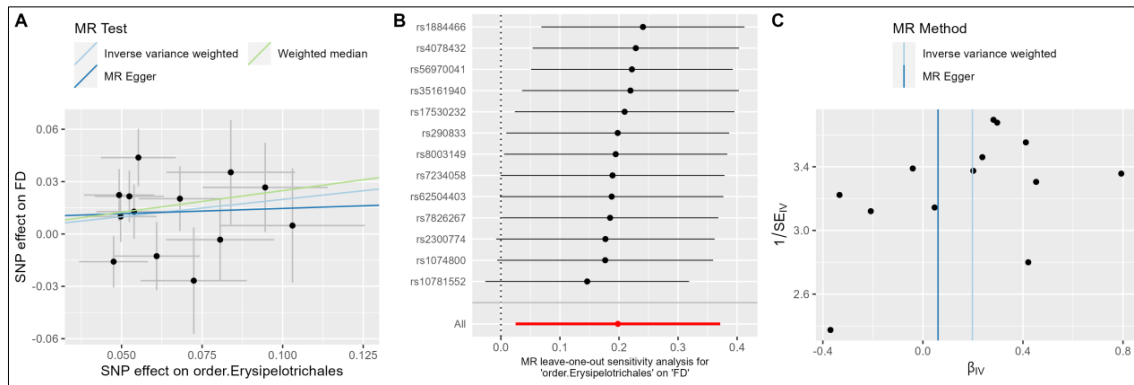 A
MR Test
Inverse variance weighted
Weighted median
MR Egger
0.06
0.03
0.00
-0.03
-0.06
SNP effect on FD
0.050
0.075
0.100
0.125
SNP effect on order.Erysipelotrichales
B
rs1884466
rs4078432
rs56970041
rs35161940
rs17530232
rs290833
rs8003149
rs7234058
rs62504403
rs7826267
rs2300774
rs1074800
rs10781552
All
0.0
0.1
0.2
0.3
0.4
MR leave-one-out sensitivity analysis for
'order.Erysipelotrichales' on 'FD'
C
MR Method
Inverse variance weighted
MR Egger
3.4
3.0
2.6
1/SEIV
-0.4
0.0
0.4
0.8
βIV